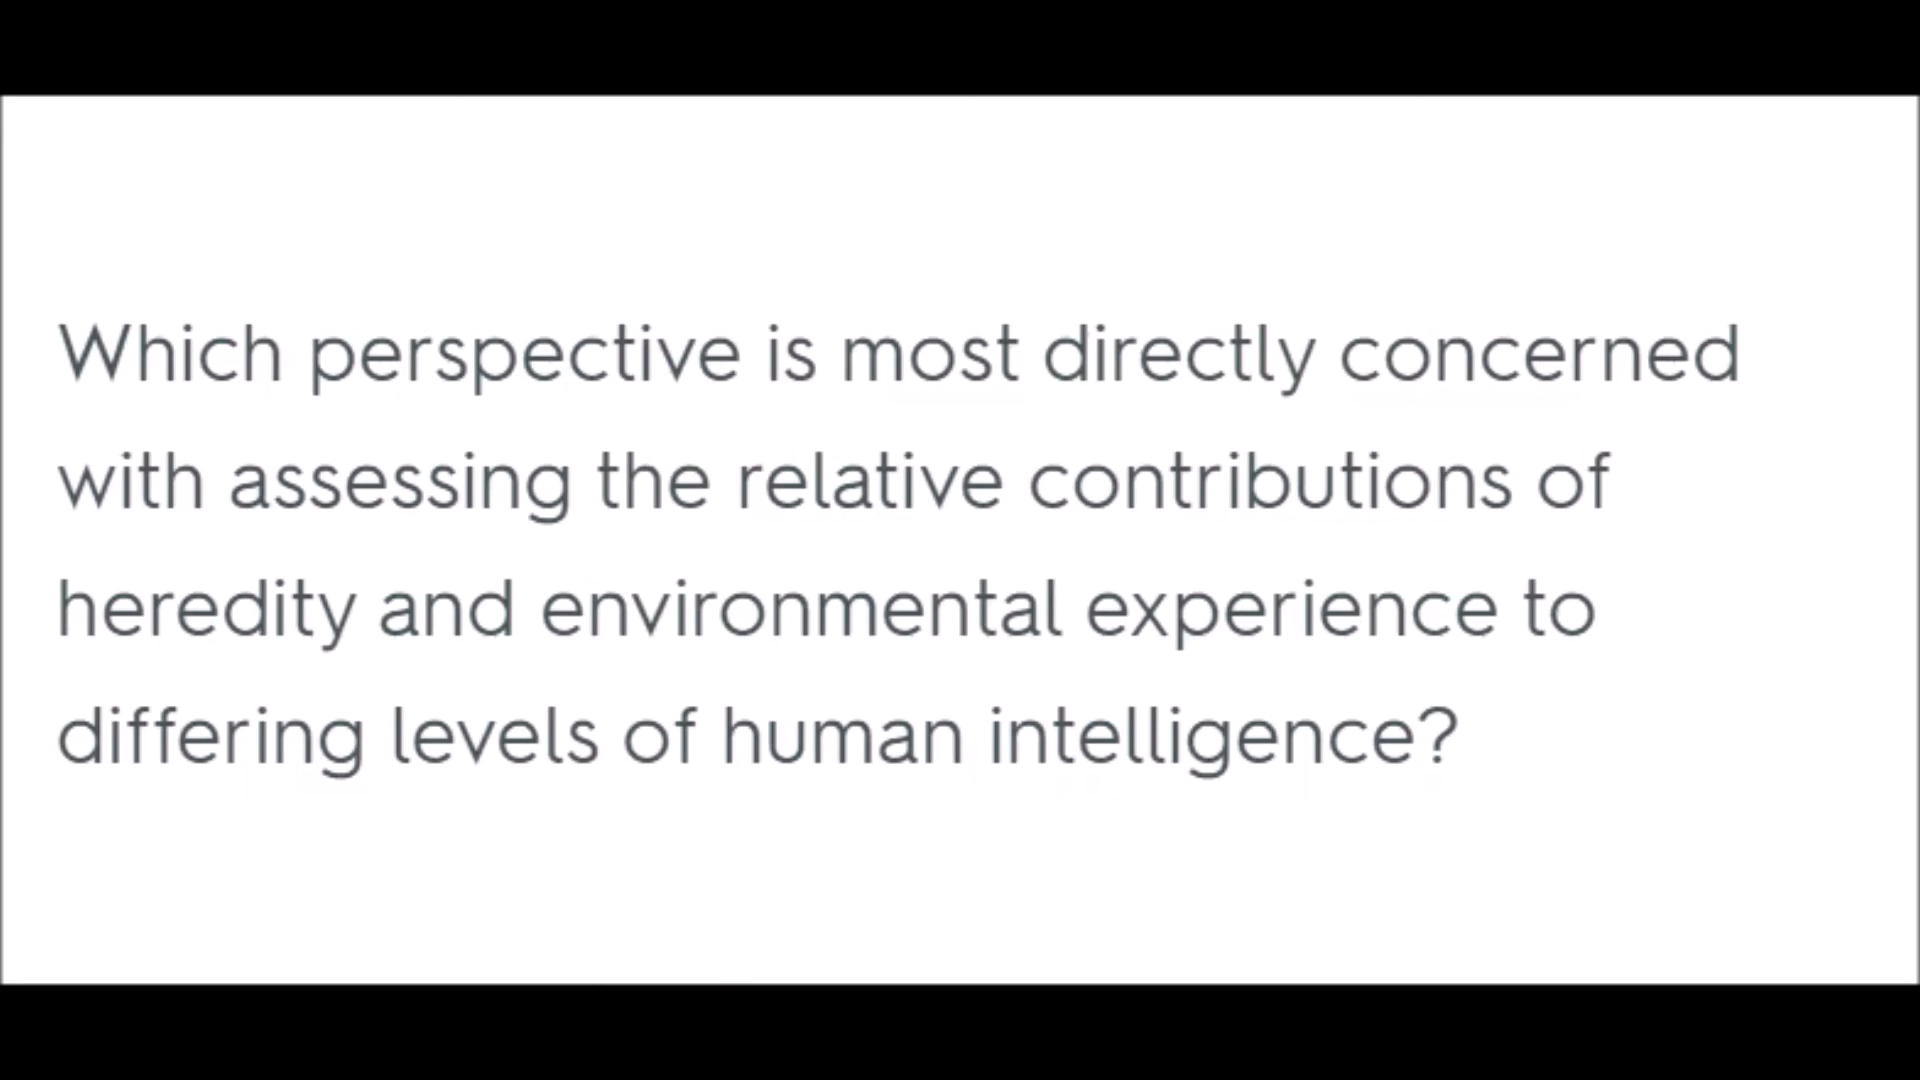 Which perspective is most directly concerned
with assessing the relative contributions of
heredity and environmental experience to
differing levels of human intelligence?